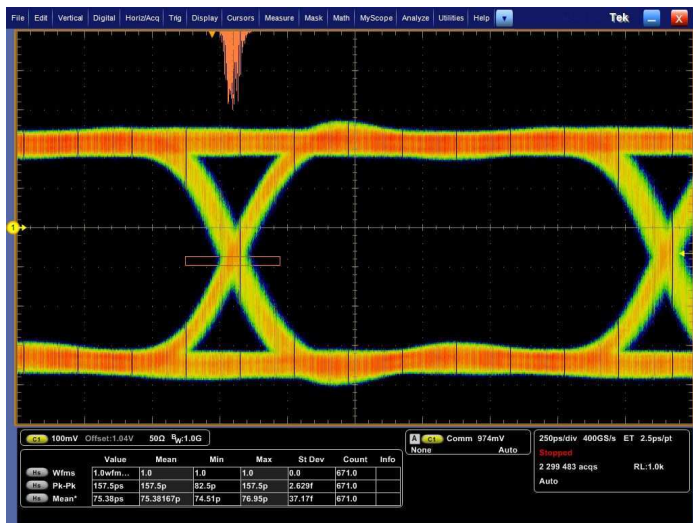 File Edit Vertical Digital Horiz/Acq Trig Display Cursors Measure Mask Math MyScope Analyze Utilities Help Tek X
1
C1 100mV Offset:1.04V 50Ω BW:1.0G
Value Mean Min Max St Dev Count Info
Hs Wfms 1.0wfm... 1.0 1.0 1.0 0.0 671.0
Hs Pk-Pk 157.5ps 157.5p 82.5p 157.5p 2.629f 671.0
Hs Mean* 75.38ps 75.38167p 74.51p 76.95p 37.17f 671.0
A C1 Comm 974mV
None Auto
250ps/div 400GS/s ET 2.5ps/pt
Stopped
2 299 483 acqs RL:1.0k
Auto